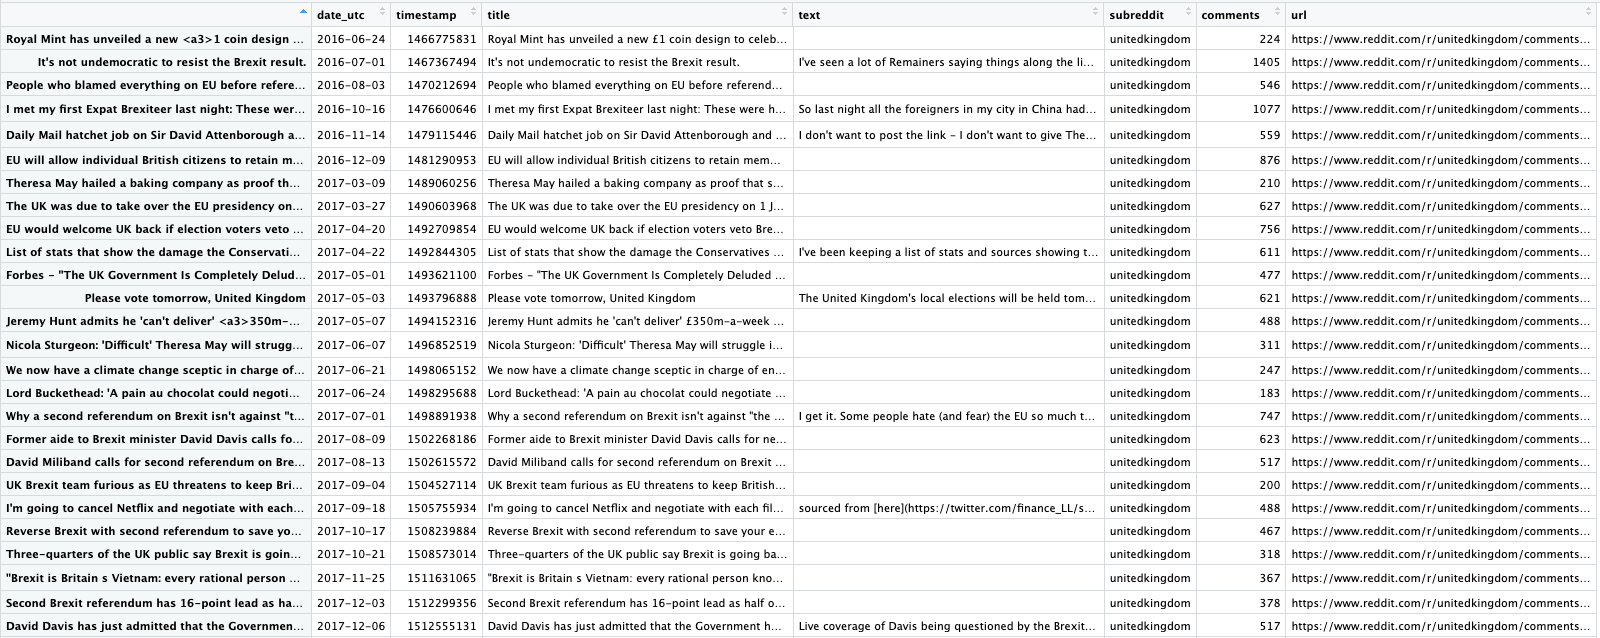 date_utc timestamp title text subreddit comments url
Royal Mint has unveiled a new <a3>1 coin design ... 2016-06-24 1466775831 Royal Mint has unveiled a new £1 coin design to celeb... unitedkingdom 224 https://www.reddit.com/r/unitedkingdom/comments...
It's not undemocratic to resist the Brexit result. 2016-07-01 1467367494 It's not undemocratic to resist the Brexit result. I've seen a lot of Remainers saying things along the li... unitedkingdom 1405 https://www.reddit.com/r/unitedkingdom/comments...
People who blamed everything on EU before refere... 2016-08-03 1470212694 People who blamed everything on EU before referend... unitedkingdom 546 https://www.reddit.com/r/unitedkingdom/comments...
I met my first Expat Brexiteer last night: These wer... 2016-10-16 1476600646 I met my first Expat Brexiteer last night: These were h... So last night all the foreigners in my city in China had... unitedkingdom 1077 https://www.reddit.com/r/unitedkingdom/comments...
Daily Mail hatchet job on Sir David Attenborough a... 2016-11-14 1479115446 Daily Mail hatchet job on Sir David Attenborough and ... I don't want to post the link - I don't want to give The... unitedkingdom 559 https://www.reddit.com/r/unitedkingdom/comments...
EU will allow individual British citizens to retain m... 2016-12-09 1481290953 EU will allow individual British citizens to retain mem... unitedkingdom 876 https://www.reddit.com/r/unitedkingdom/comments...
Theresa May hailed a baking company as proof th... 2017-03-09 1489060256 Theresa May hailed a baking company as proof that s... unitedkingdom 210 https://www.reddit.com/r/unitedkingdom/comments...
The UK was due to take over the EU presidency on... 2017-03-27 1490603968 The UK was due to take over the EU presidency on 1 J... unitedkingdom 627 https://www.reddit.com/r/unitedkingdom/comments...
EU would welcome UK back if election voters veto ... 2017-04-20 1492709854 EU would welcome UK back if election voters veto Bre... unitedkingdom 756 https://www.reddit.com/r/unitedkingdom/comments...
List of stats that show the damage the Conservati... 2017-04-22 1492844305 List of stats that show the damage the Conservatives ... I've been keeping a list of stats and sources showing t... unitedkingdom 611 https://www.reddit.com/r/unitedkingdom/comments...
Forbes - "The UK Government Is Completely Delud... 2017-05-01 1493621100 Forbes - "The UK Government Is Completely Deluded ... unitedkingdom 477 https://www.reddit.com/r/unitedkingdom/comments...
Please vote tomorrow, United Kingdom 2017-05-03 1493796888 Please vote tomorrow, United Kingdom The United Kingdom's local elections will be held tom... unitedkingdom 621 https://www.reddit.com/r/unitedkingdom/comments...
Jeremy Hunt admits he 'can't deliver' <a3>350m-... 2017-05-07 1494152316 Jeremy Hunt admits he 'can't deliver' £350m-a-week ... unitedkingdom 488 https://www.reddit.com/r/unitedkingdom/comments...
Nicola Sturgeon: 'Difficult' Theresa May will strugg... 2017-06-07 1496852519 Nicola Sturgeon: 'Difficult' Theresa May will struggle i... unitedkingdom 311 https://www.reddit.com/r/unitedkingdom/comments...
We now have a climate change sceptic in charge of... 2017-06-21 1498065152 We now have a climate change sceptic in charge of en... unitedkingdom 247 https://www.reddit.com/r/unitedkingdom/comments...
Lord Buckethead: 'A pain au chocolat could negoti... 2017-06-24 1498295688 Lord Buckethead: 'A pain au chocolat could negotiate ... unitedkingdom 183 https://www.reddit.com/r/unitedkingdom/comments...
Why a second referendum on Brexit isn't against "t... 2017-07-01 1498891938 Why a second referendum on Brexit isn't against "the ... I get it. Some people hate (and fear) the EU so much t... unitedkingdom 747 https://www.reddit.com/r/unitedkingdom/comments...
Former aide to Brexit minister David Davis calls fo... 2017-08-09 1502268186 Former aide to Brexit minister David Davis calls for ne... unitedkingdom 623 https://www.reddit.com/r/unitedkingdom/comments...
David Miliband calls for second referendum on Bre... 2017-08-13 1502615572 David Miliband calls for second referendum on Brexit ... unitedkingdom 517 https://www.reddit.com/r/unitedkingdom/comments...
UK Brexit team furious as EU threatens to keep Bri... 2017-09-04 1504527114 UK Brexit team furious as EU threatens to keep British... unitedkingdom 200 https://www.reddit.com/r/unitedkingdom/comments...
I'm going to cancel Netflix and negotiate with each... 2017-09-18 1505755934 I'm going to cancel Netflix and negotiate with each fil... sourced from [here](https://twitter.com/finance_LL/s... unitedkingdom 488 https://www.reddit.com/r/unitedkingdom/comments...
Reverse Brexit with second referendum to save yo... 2017-10-17 1508239884 Reverse Brexit with second referendum to save your e... unitedkingdom 467 https://www.reddit.com/r/unitedkingdom/comments...
Three-quarters of the UK public say Brexit is goin... 2017-10-21 1508573014 Three-quarters of the UK public say Brexit is going ba... unitedkingdom 318 https://www.reddit.com/r/unitedkingdom/comments...
"Brexit is Britain s Vietnam: every rational person ... 2017-11-25 1511631065 "Brexit is Britain s Vietnam: every rational person kno... unitedkingdom 367 https://www.reddit.com/r/unitedkingdom/comments...
Second Brexit referendum has 16-point lead as ha... 2017-12-03 1512299356 Second Brexit referendum has 16-point lead as half o... unitedkingdom 378 https://www.reddit.com/r/unitedkingdom/comments...
David Davis has just admitted that the Governmen... 2017-12-06 1512555131 David Davis has just admitted that the Government h... Live coverage of Davis being questioned by the Brexit... unitedkingdom 517 https://www.reddit.com/r/unitedkingdom/comments...